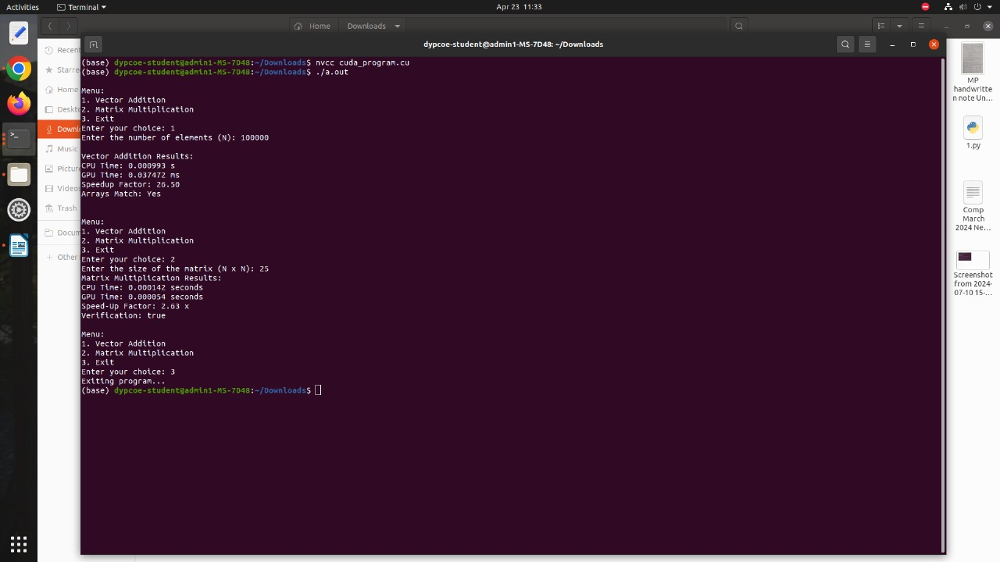 Activities
Terminal
Apr 23 11:33
Home
Downloads
dypcoe-student@admin1-MS-7D48: ~/Downloads
Recent
Starre
Home
Deskto
Downlo
Music
Picture
Videos
Trash
Docum
Other
(base) dypcoe-student@admin1-MS-7D48:~/Downloads$ nvcc cuda_program.cu
(base) dypcoe-student@admin1-MS-7D48:~/Downloads$ ./a.out
Menu:
1. Vector Addition
2. Matrix Multiplication
3. Exit
Enter your choice: 1
Enter the number of elements (N): 100000
Vector Addition Results:
CPU Time: 0.000993 s
GPU Time: 0.037472 ms
Speedup Factor: 26.50
Arrays Match: Yes
Menu:
1. Vector Addition
2. Matrix Multiplication
3. Exit
Enter your choice: 2
Enter the size of the matrix (N x N): 25
Matrix Multiplication Results:
CPU Time: 0.000142 seconds
GPU Time: 0.000054 seconds
Speed-Up Factor: 2.63 x
Verification: true
Menu:
1. Vector Addition
2. Matrix Multiplication
3. Exit
Enter your choice: 3
Exiting program...
(base) dypcoe-student@admin1-MS-7D48:~/Downloads$
MP
handwritte
n note Un...
1.py
Comp
March
2024 Ne...
Screenshot
from 2024-
07-10 15-...